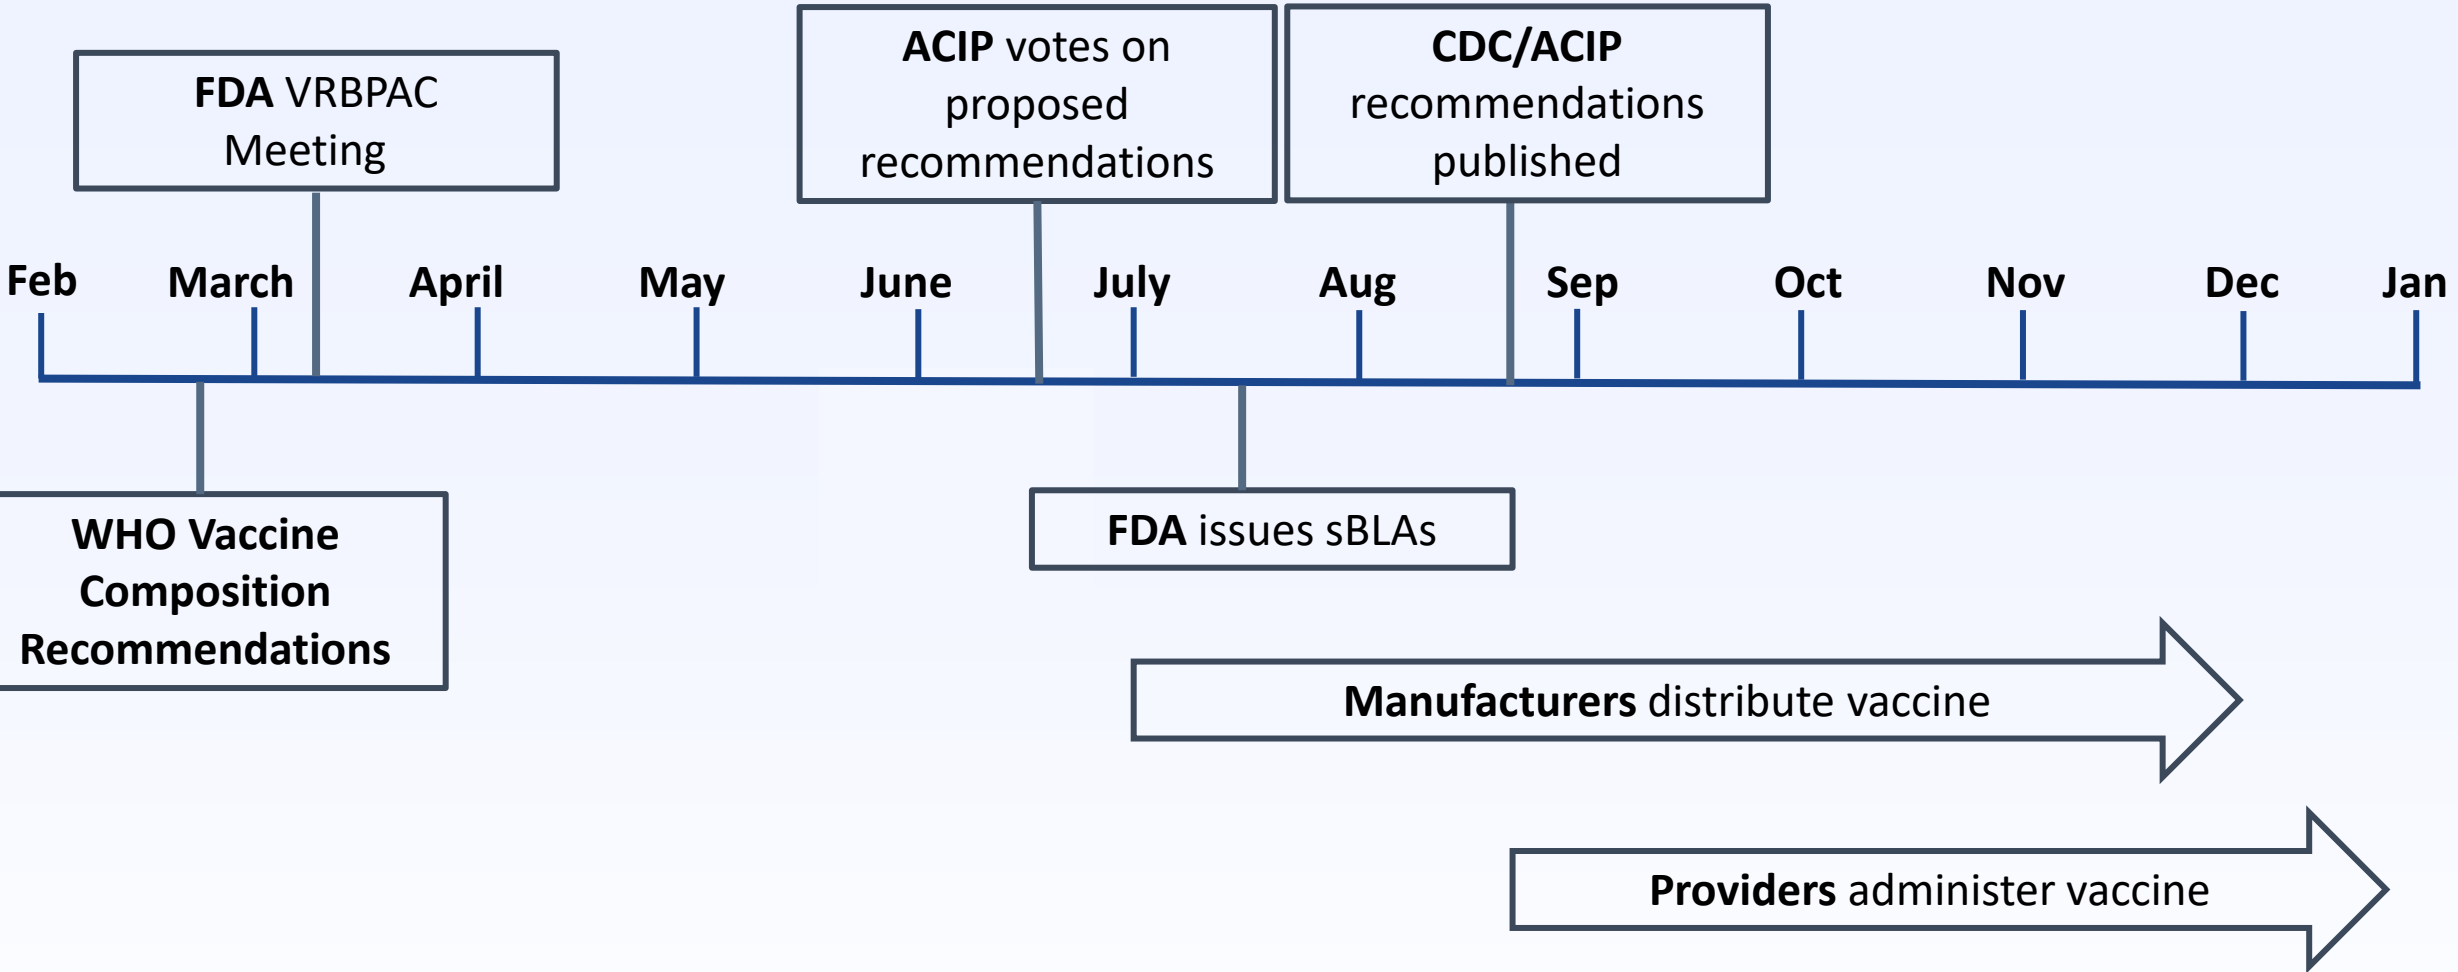 FDA VRBPAC
Meeting
ACIP votes on
proposed
recommendations
CDC/ACIP
recommendations
published
Feb March April May June July Aug Sep Oct Nov Dec Jan
WHO Vaccine
Composition
Recommendations
FDA issues sBLAs
Manufacturers distribute vaccine
Providers administer vaccine